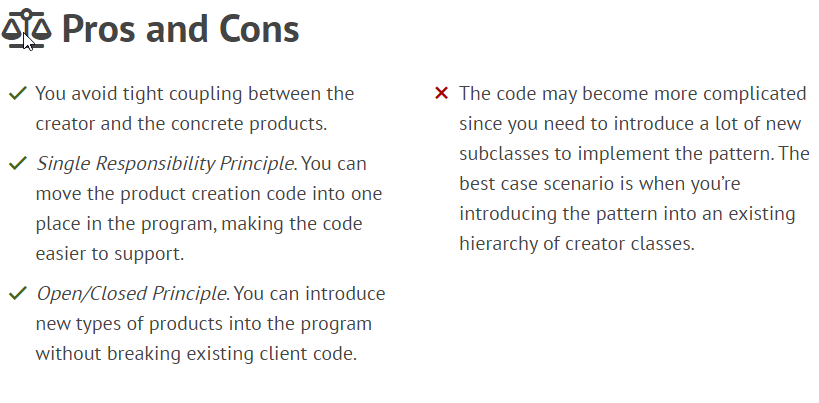 Pros and Cons
You avoid tight coupling between the
creator and the concrete products.
Single Responsibility Principle. You can
move the product creation code into one
place in the program, making the code
easier to support.
Open/Closed Principle. You can introduce
new types of products into the program
without breaking existing client code.
The code may become more complicated
since you need to introduce a lot of new
subclasses to implement the pattern. The
best case scenario is when you’re
introducing the pattern into an existing
hierarchy of creator classes.